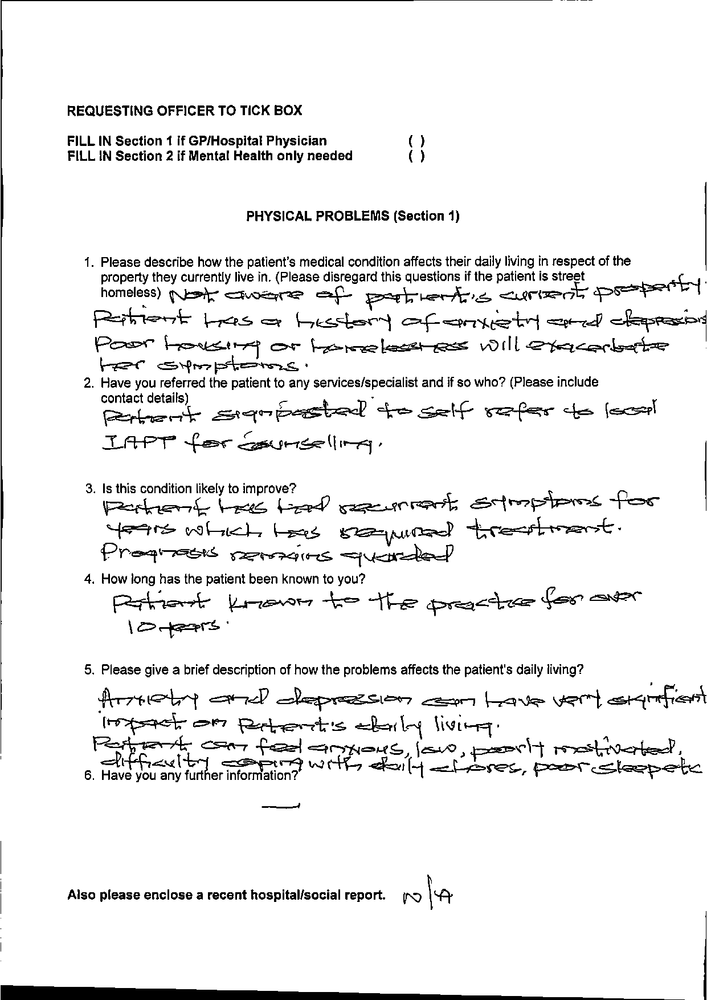 REQUESTING OFFICER TO TICK BOX
FILL IN Section 1 if GP/Hospital Physician ( )
FILL IN Section 2 if Mental Health only needed ( )
PHYSICAL PROBLEMS (Section 1)
1. Please describe how the patient's medical condition affects their daily living in respect of the
property they currently live in. (Please disregard this questions if the patient is street
homeless) Not aware of patient's current property.
Patient has a history of anxiety and depression
Poor housing or homelessness will exacerbate
her symptoms.
2. Have you referred the patient to any services/specialist and if so who? (Please include
contact details)
Patient signposted to self refer to local
IAPT for counselling.
3. Is this condition likely to improve?
Patient has had recurrent symptoms for
years which has required treatment.
Prognosis remains guarded
4. How long has the patient been known to you?
Patient known to the practice for over
10 years.
5. Please give a brief description of how the problems affects the patient's daily living?
Anxiety and depression can have very significant
impact on patient's daily living.
Patient can feel anxious, low, poorly motivated,
difficulty coping with daily chores, poor sleep etc
6. Have you any further information?
—
Also please enclose a recent hospital/social report. N/A